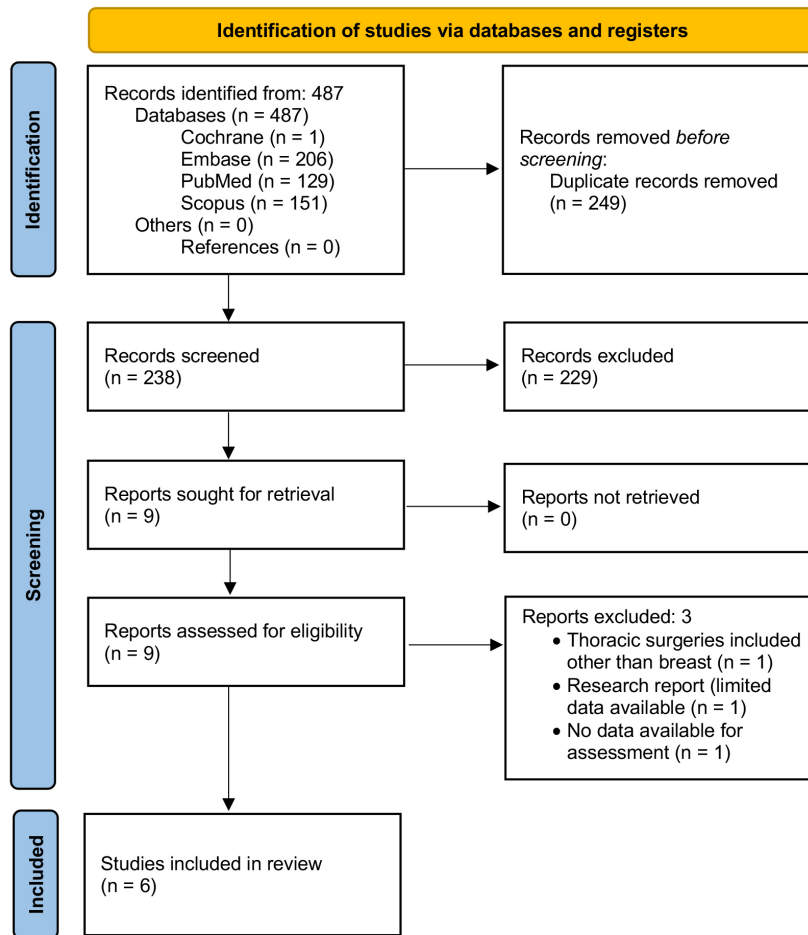 Identification of studies via databases and registers
Identification
Records identified from: 487
Databases (n = 487)
Cochrane (n = 1)
Embase (n = 206)
PubMed (n = 129)
Scopus (n = 151)
Others (n = 0)
References (n = 0)
Records removed before
screening:
Duplicate records removed
(n = 249)
Screening
Records screened
(n = 238)
Records excluded
(n = 229)
Reports sought for retrieval
(n = 9)
Reports not retrieved
(n = 0)
Reports assessed for eligibility
(n = 9)
Reports excluded: 3
• Thoracic surgeries included
other than breast (n = 1)
• Research report (limited
data available (n = 1)
• No data available for
assessment (n = 1)
Included
Studies included in review
(n = 6)